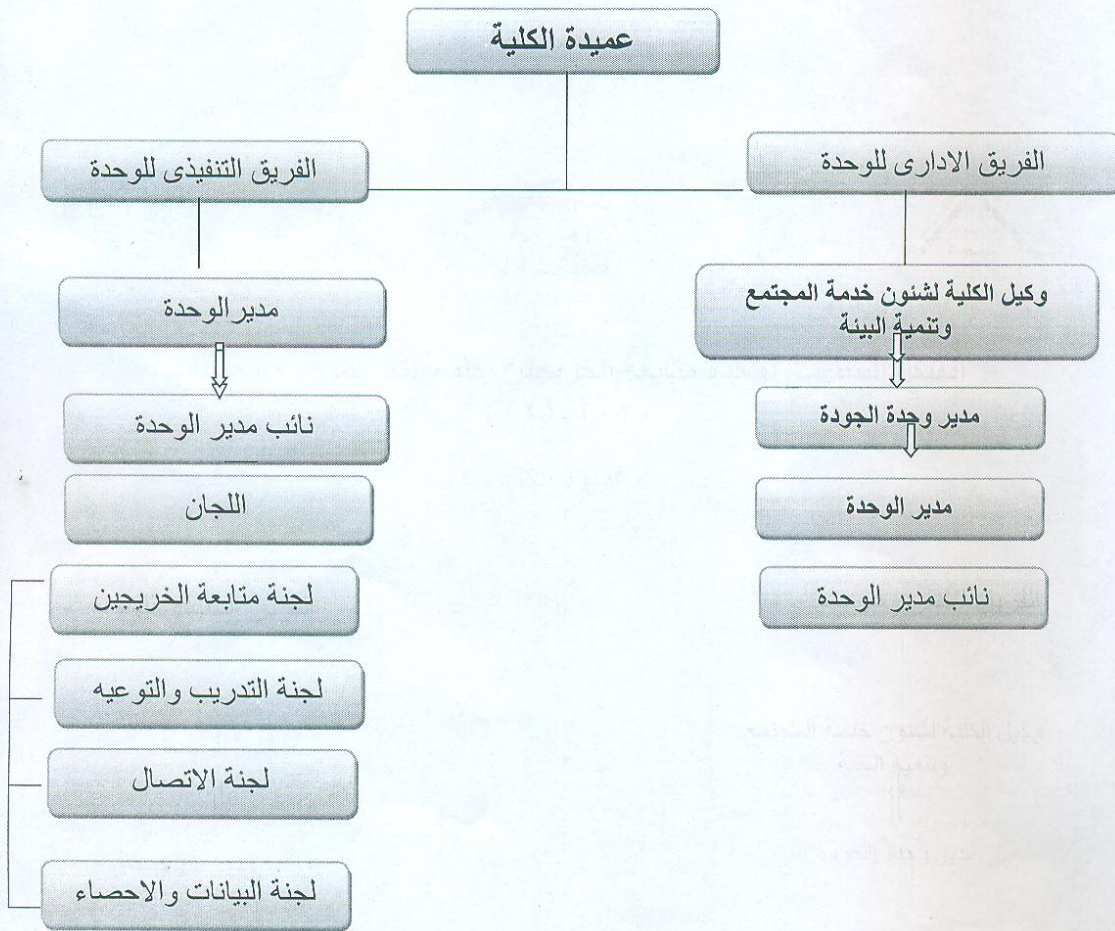 عميدة الكلية
الفريق الادارى للوحدة
الفريق التنفيذى للوحدة
وكيل الكلية لشئون خدمة المجتمع
وتنمية البيئة
مدير وحدة الجودة
مدير الوحدة
نائب مدير الوحدة
مدير الوحدة
نائب مدير الوحدة
اللجان
لجنة متابعة الخريجين
لجنة التدريب والتوعيه
لجنة الاتصال
لجنة البيانات والاحصاء